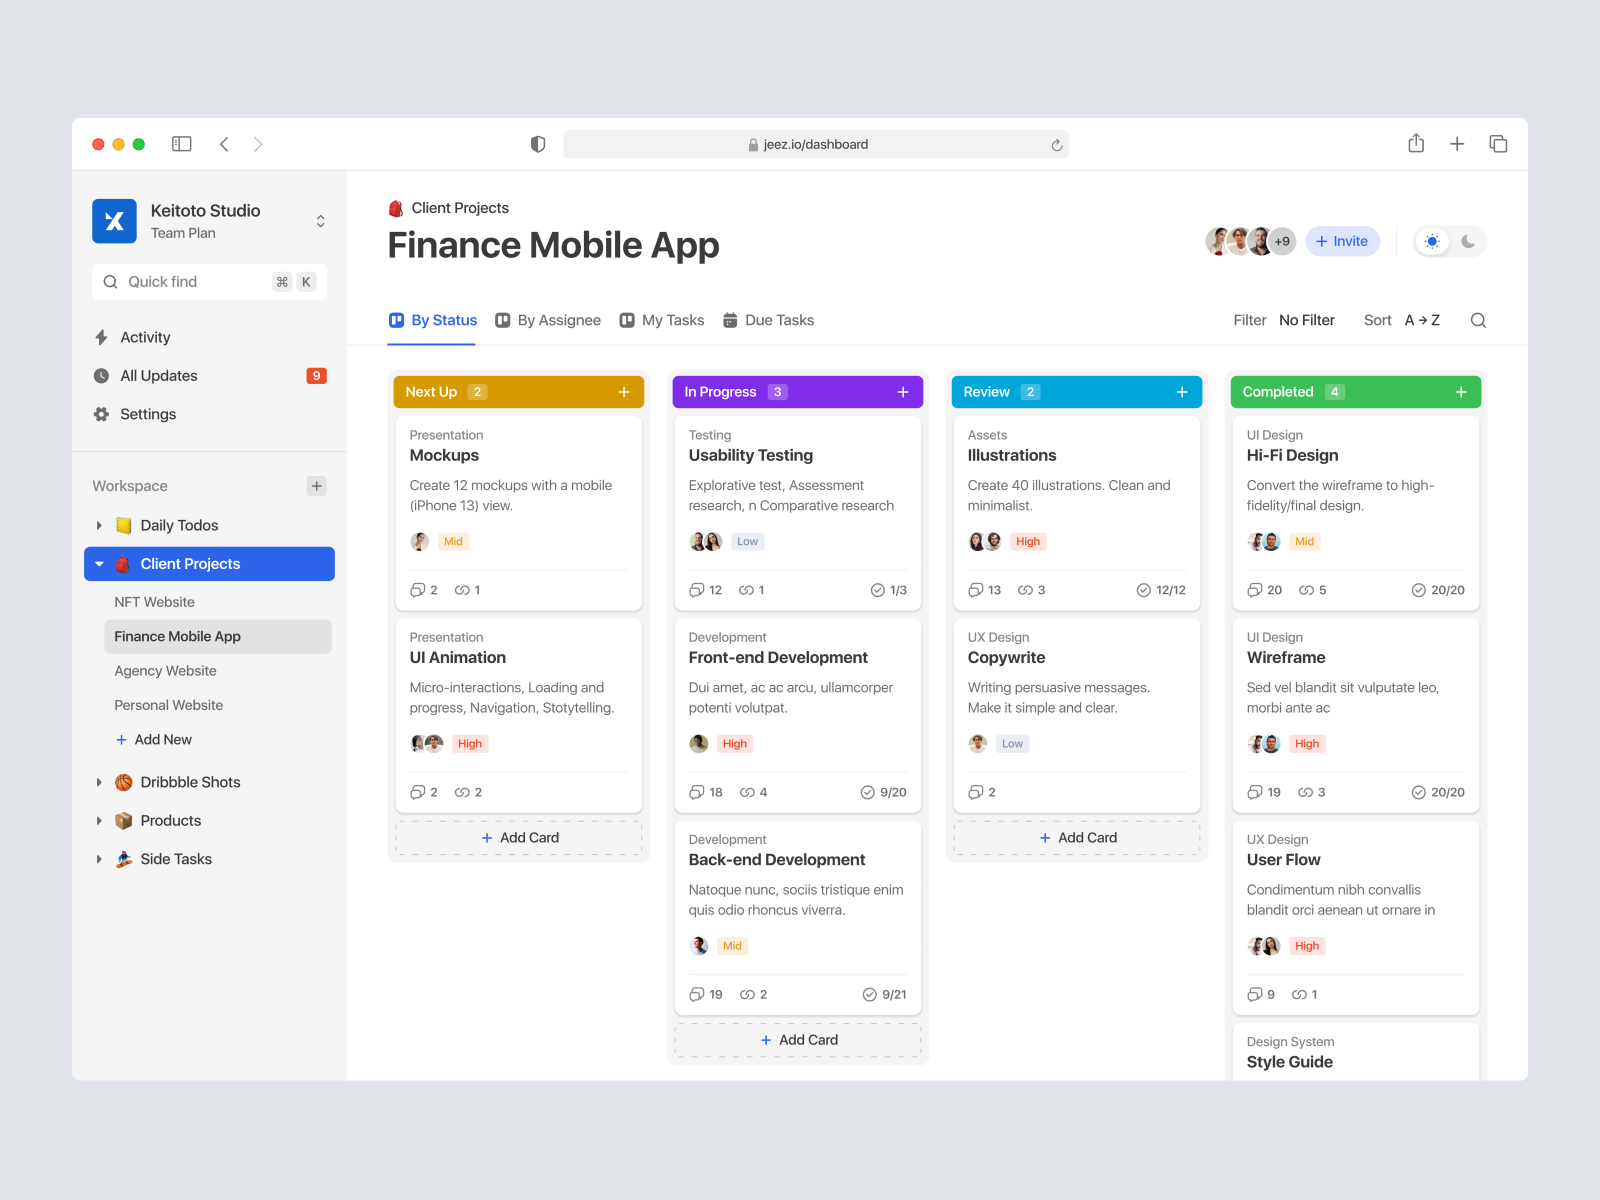 jeez.io/dashboard
Keitoto Studio
Team Plan
Quick find
⌘ K
Activity
All Updates 9
Settings
Workspace
Daily Todos
Client Projects
NFT Website
Finance Mobile App
Agency Website
Personal Website
+ Add New
Dribbble Shots
Products
Side Tasks
Client Projects
Finance Mobile App
+9
+ Invite
By Status
By Assignee
My Tasks
Due Tasks
Filter No Filter
Sort A → Z
Next Up 2 +
Presentation
Mockups
Create 12 mockups with a mobile
(iPhone 13) view.
Mid
2 1
Presentation
UI Animation
Micro-interactions, Loading and
progress, Navigation, Stotytelling.
High
2 2
+ Add Card
In Progress 3 +
Testing
Usability Testing
Explorative test, Assessment
research, n Comparative research
Low
12 1 1/3
Development
Front-end Development
Dui amet, ac ac arcu, ullamcorper
potenti volutpat.
High
18 4 9/20
Development
Back-end Development
Natoque nunc, sociis tristique enim
quis odio rhoncus viverra.
Mid
19 2 9/21
+ Add Card
Review 2 +
Assets
Illustrations
Create 40 illustrations. Clean and
minimalist.
High
13 3 12/12
UX Design
Copywrite
Writing persuasive messages.
Make it simple and clear.
Low
2
+ Add Card
Completed 4 +
UI Design
Hi-Fi Design
Convert the wireframe to high-
fidelity/final design.
Mid
20 5 20/20
UI Design
Wireframe
Sed vel blandit sit vulputate leo,
morbi ante ac
High
19 3 20/20
UX Design
User Flow
Condimentum nibh convallis
blandit orci aenean ut ornare in
High
9 1
Design System
Style Guide